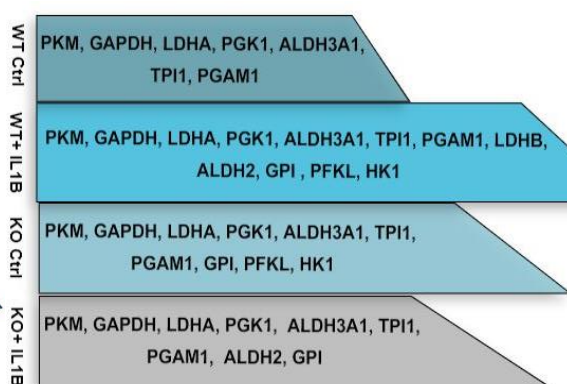 WT Ctrl
PKM, GAPDH, LDHA, PGK1, ALDH3A1,
TPI1, PGAM1
WT+ IL1B
PKM, GAPDH, LDHA, PGK1, ALDH3A1, TPI1, PGAM1, LDHB,
ALDH2, GPI , PFKL, HK1
KO Ctrl
PKM, GAPDH, LDHA, PGK1, ALDH3A1, TPI1,
PGAM1, GPI, PFKL, HK1
KO+ IL1B
PKM, GAPDH, LDHA, PGK1, ALDH3A1, TPI1,
PGAM1, ALDH2, GPI